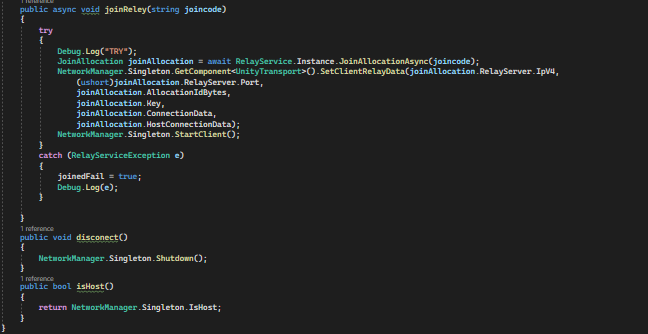 1 reference
public async void joinReley(string joincode)
{
try
{
Debug.Log("TRY");
JoinAllocation joinAllocation = await RelayService.Instance.JoinAllocationAsync(joincode);
NetworkManager.Singleton.GetComponent<UnityTransport>().SetClientRelayData(joinAllocation.RelayServer.IpV4,
(ushort)joinAllocation.RelayServer.Port,
joinAllocation.AllocationIdBytes,
joinAllocation.Key,
joinAllocation.ConnectionData,
joinAllocation.HostConnectionData);
NetworkManager.Singleton.StartClient();
}
catch (RelayServiceException e)
{
joinedFail = true;
Debug.Log(e);
}
}
1 reference
public void disconect()
{
NetworkManager.Singleton.Shutdown();
}
1 reference
public bool isHost()
{
return NetworkManager.Singleton.IsHost;
}
}